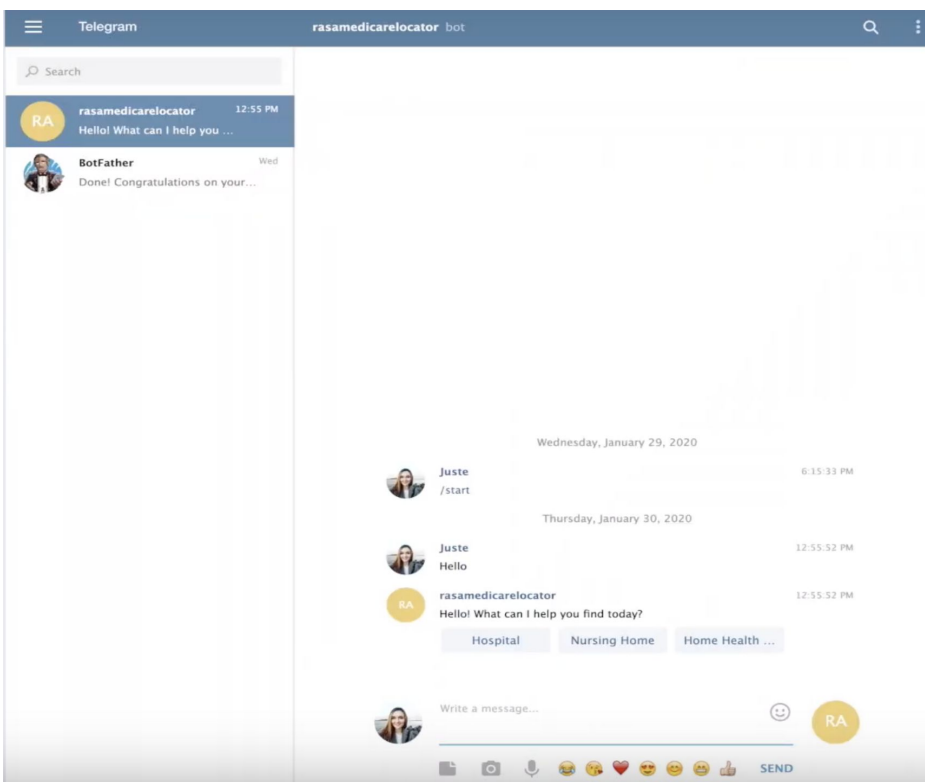 Telegram
rasamedicarelocator bot
Search
RA
rasamedicarelocator 12:55 PM
Hello! What can I help you ...
BotFather Wed
Done! Congratulations on your...
Wednesday, January 29, 2020
Juste 6:15:33 PM
/start
Thursday, January 30, 2020
Juste 12:55:52 PM
Hello
RA
rasamedicarelocator 12:55:52 PM
Hello! What can I help you find today?
Hospital Nursing Home Home Health ...
Write a message...
RA
SEND